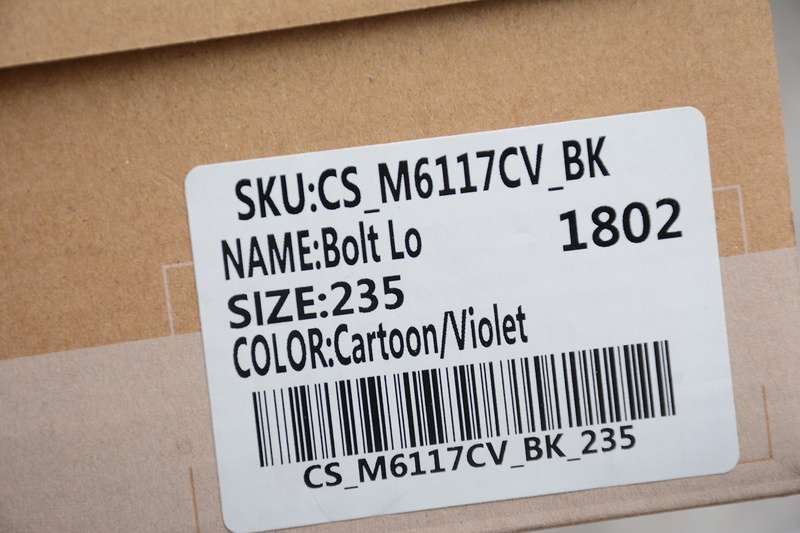 SKU:CS_M6117CV_BK
NAME:Bolt Lo
1802
SIZE:235
COLOR:Cartoon/Violet
CS_M6117CV_BK_235